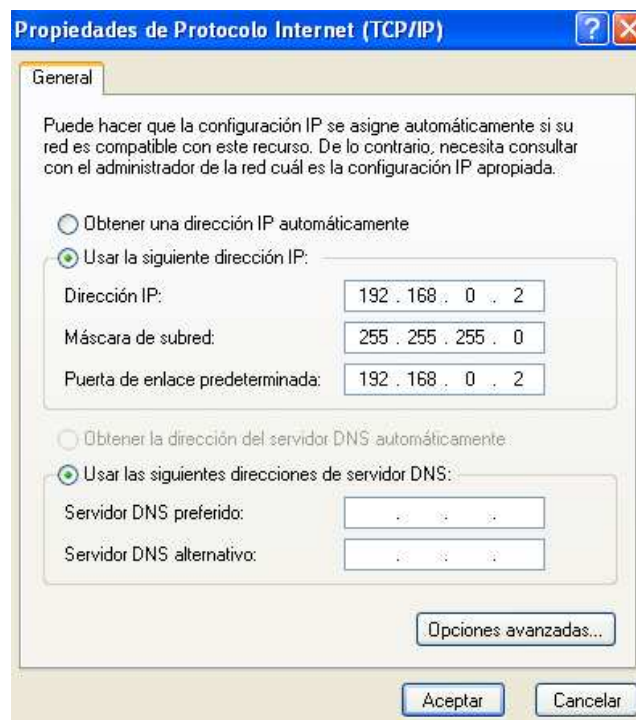 Propiedades de Protocolo Internet (TCP/IP)
General
Puede hacer que la configuración IP se asigne automáticamente si su
red es compatible con este recurso. De lo contrario, necesita consultar
con el administrador de la red cuál es la configuración IP apropiada.
Obtener una dirección IP automáticamente
Usar la siguiente dirección IP:
Dirección IP: 192 . 168 . 0 . 2
Máscara de subred: 255 . 255 . 255 . 0
Puerta de enlace predeterminada: 192 . 168 . 0 . 2
Obtener la dirección del servidor DNS automáticamente
Usar las siguientes direcciones de servidor DNS:
Servidor DNS preferido: . . .
Servidor DNS alternativo: . . .
Opciones avanzadas...
Aceptar Cancelar